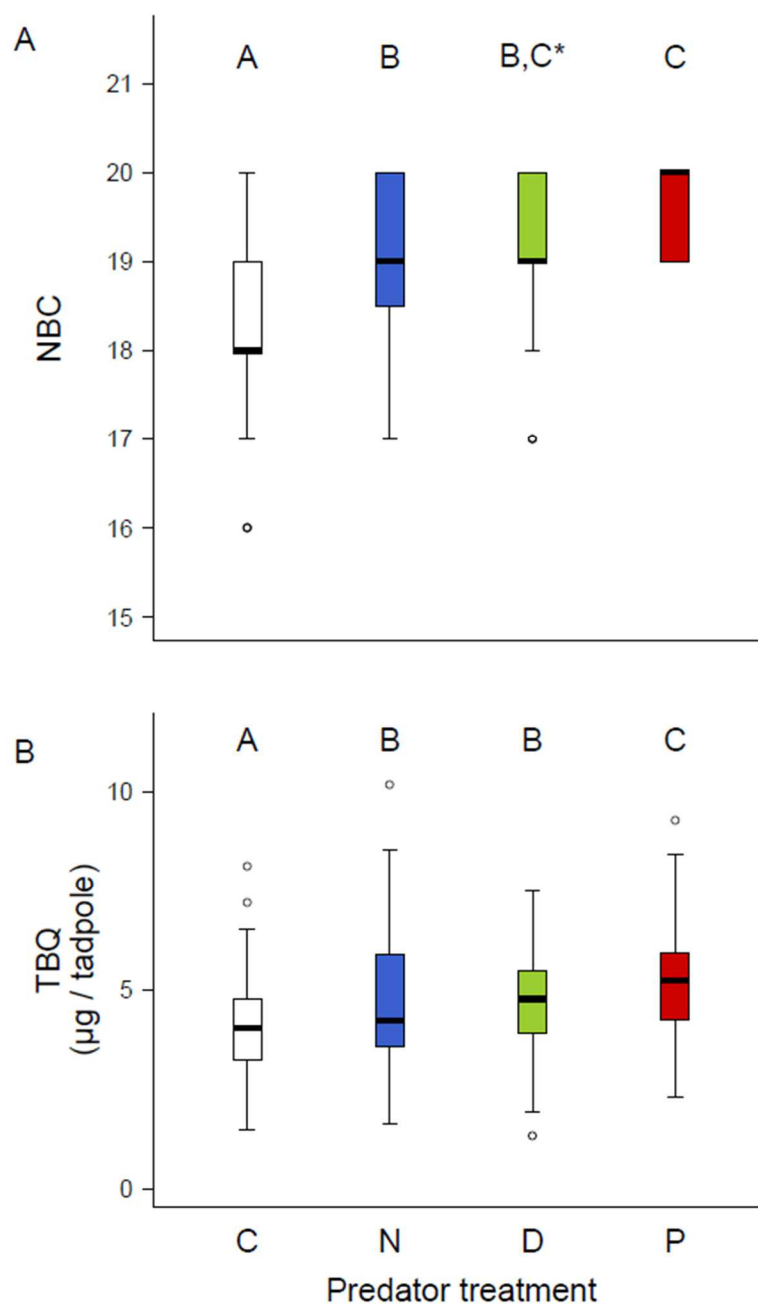 A
A B B,C* C
21
20
19
18
17
16
15
NBC
B
A B B C
10
5
0
TBQ
(µg / tadpole)
C N D P
Predator treatment